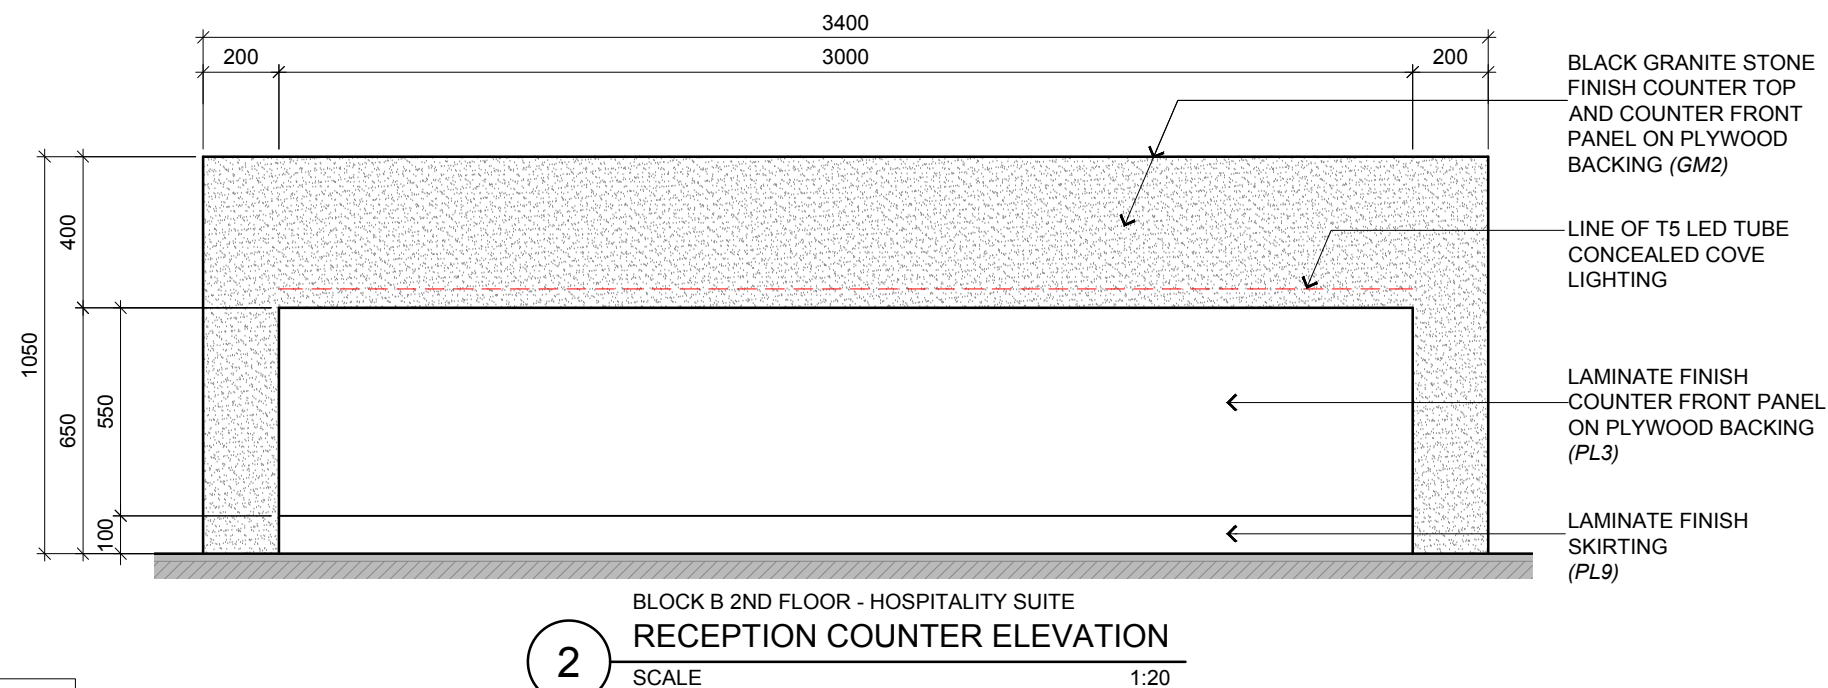 3400
200
3000
200
BLACK GRANITE STONE
FINISH COUNTER TOP
AND COUNTER FRONT
PANEL ON PLYWOOD
BACKING (GM2)
400
LINE OF T5 LED TUBE
CONCEALED COVE
LIGHTING
1050
650
550
100
LAMINATE FINISH
COUNTER FRONT PANEL
ON PLYWOOD BACKING
(PL3)
LAMINATE FINISH
SKIRTING
(PL9)
BLOCK B 2ND FLOOR - HOSPITALITY SUITE
2
RECEPTION COUNTER ELEVATION
SCALE 1:20